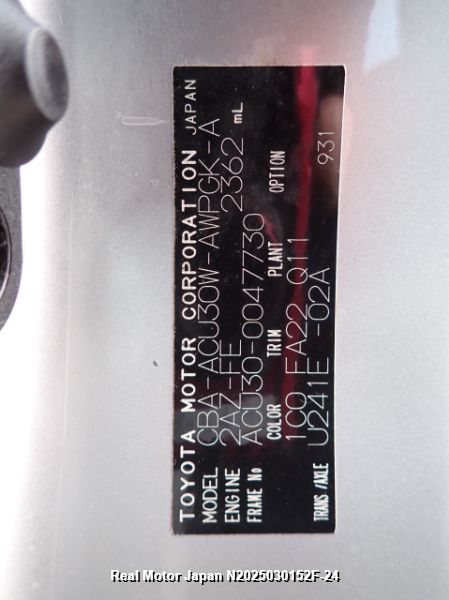 TOYOTA MOTOR CORPORATION JAPAN
MODEL CBA-ACU30W-AWPGK-A
ENGINE 2AZ-FE 2362 mL
FRAME No ACU30-0047730
COLOR TRIM PLANT OPTION
1C0 FA22 Q11
TRANS/AXLE U241E -02A 931
Real Motor Japan N2025030152F-24